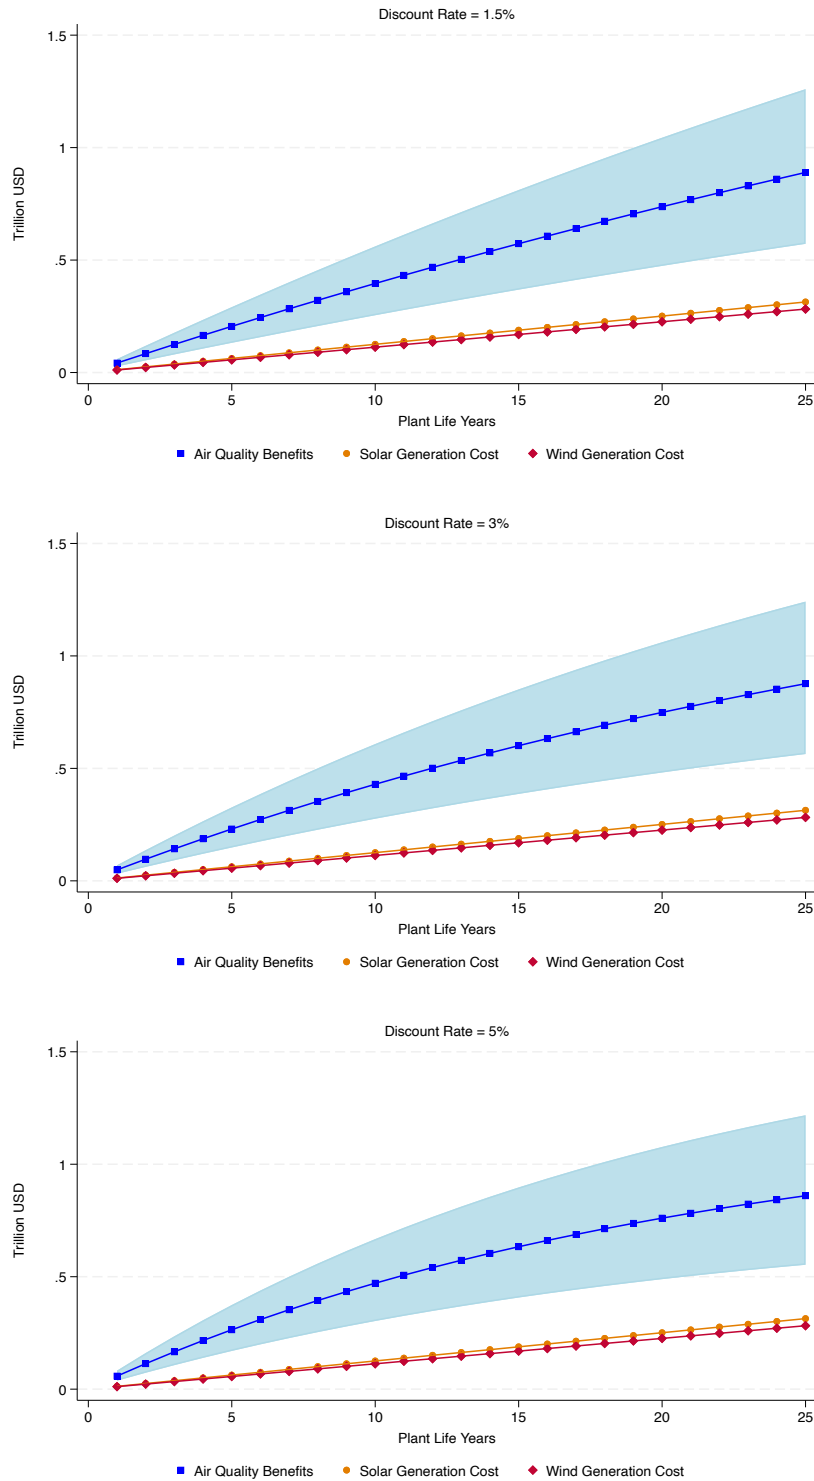 Discount Rate = 1.5%
1.5
1
.5
0
Trillion USD
0 5 10 15 20 25
Plant Life Years
Air Quality Benefits Solar Generation Cost Wind Generation Cost
Discount Rate = 3%
1.5
1
.5
0
Trillion USD
0 5 10 15 20 25
Plant Life Years
Air Quality Benefits Solar Generation Cost Wind Generation Cost
Discount Rate = 5%
1.5
1
.5
0
Trillion USD
0 5 10 15 20 25
Plant Life Years
Air Quality Benefits Solar Generation Cost Wind Generation Cost